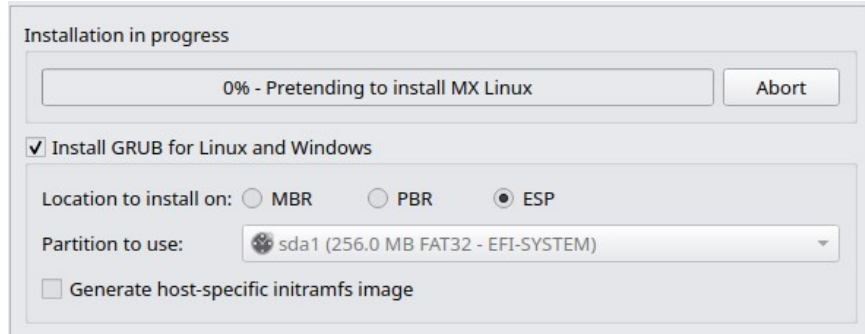 Installation in progress
0% - Pretending to install MX Linux Abort
Install GRUB for Linux and Windows
Location to install on: MBR PBR ESP
Partition to use: sda1 (256.0 MB FAT32 - EFI-SYSTEM)
Generate host-specific initramfs image